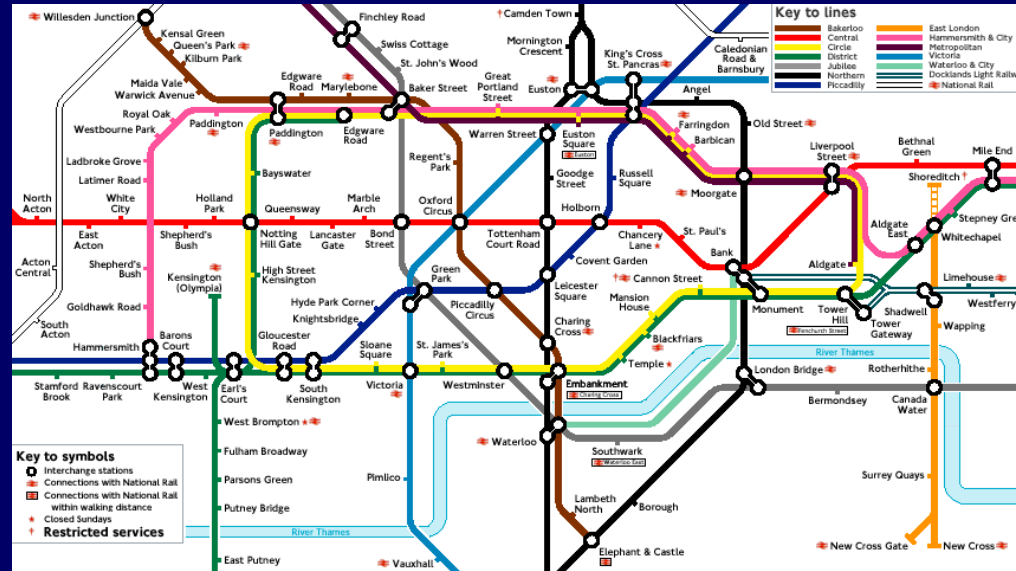 Willesden Junction
Kensal Green
Queen's Park
Kilburn Park
Maida Vale
Warwick Avenue
Edgware
Road
Marylebone
Finchley Road
Swiss Cottage
St. John's Wood
Baker Street
Great
Portland
Street
†Camden Town
Mornington
Crescent
Euston
King's Cross
St. Pancras
Caledonian
Road &
Barnsbury
Angel
Key to lines
Bakerloo
Central
Circle
District
Jubilee
Northern
Piccadilly
East London
Hammersmith & City
Metropolitan
Victoria
Waterloo & City
Docklands Light Railw
National Rail
Royal Oak
Westbourne Park
Ladbroke Grove
Latimer Road
Paddington
Paddington
Edgware
Road
Bayswater
Regent's
Park
Warren Street
Euston
Square
Euston
Goodge
Street
Russell
Square
Farringdon
Barbican
Moorgate
Old Street
Liverpool
Street
Bethnal
Green
Mile End
Shoreditch †
Stepney Gre
Whitechapel
Aldgate
East
Aldgate
North
Acton
East
Acton
White
City
Shepherd's
Bush
Holland
Park
Notting
Hill Gate
Queensway
Lancaster
Gate
Marble
Arch
Bond
Street
Oxford
Circus
Tottenham
Court Road
Holborn
Chancery
Lane
St. Paul's
Bank
Acton
Central
South
Acton
Shepherd's
Bush
Goldhawk Road
Hammersmith
Kensington
(Olympia)
High Street
Kensington
Hyde Park Corner
Knightsbridge
Green
Park
Piccadilly
Circus
Covent Garden
Leicester
Square
Charing
Cross
†
Cannon Street
Mansion
House
Blackfriars
Temple
Monument
Tower
Hill
Fenchurch Street
Tower
Gateway
Shadwell
Limehouse
Westferry
Wapping
Rotherhithe
Canada
Water
Surrey Quays
New Cross Gate
New Cross
Barons
Court
Gloucester
Road
Stamford
Brook
Ravenscourt
Park
West
Kensington
Earl's
Court
South
Kensington
Sloane
Square
Victoria
St. James's
Park
Westminster
Embankment
Charing Cross
River Thames
London Bridge
Bermondsey
West Brompton
Fulham Broadway
Parsons Green
Putney Bridge
East Putney
Pimlico
Vauxhall
Waterloo
Southwark
Waterloo East
Lambeth
North
Borough
Elephant & Castle
River Thames
Key to symbols
Interchange stations
Connections with National Rail
Connections with National Rail
within walking distance
Closed Sundays
† Restricted services